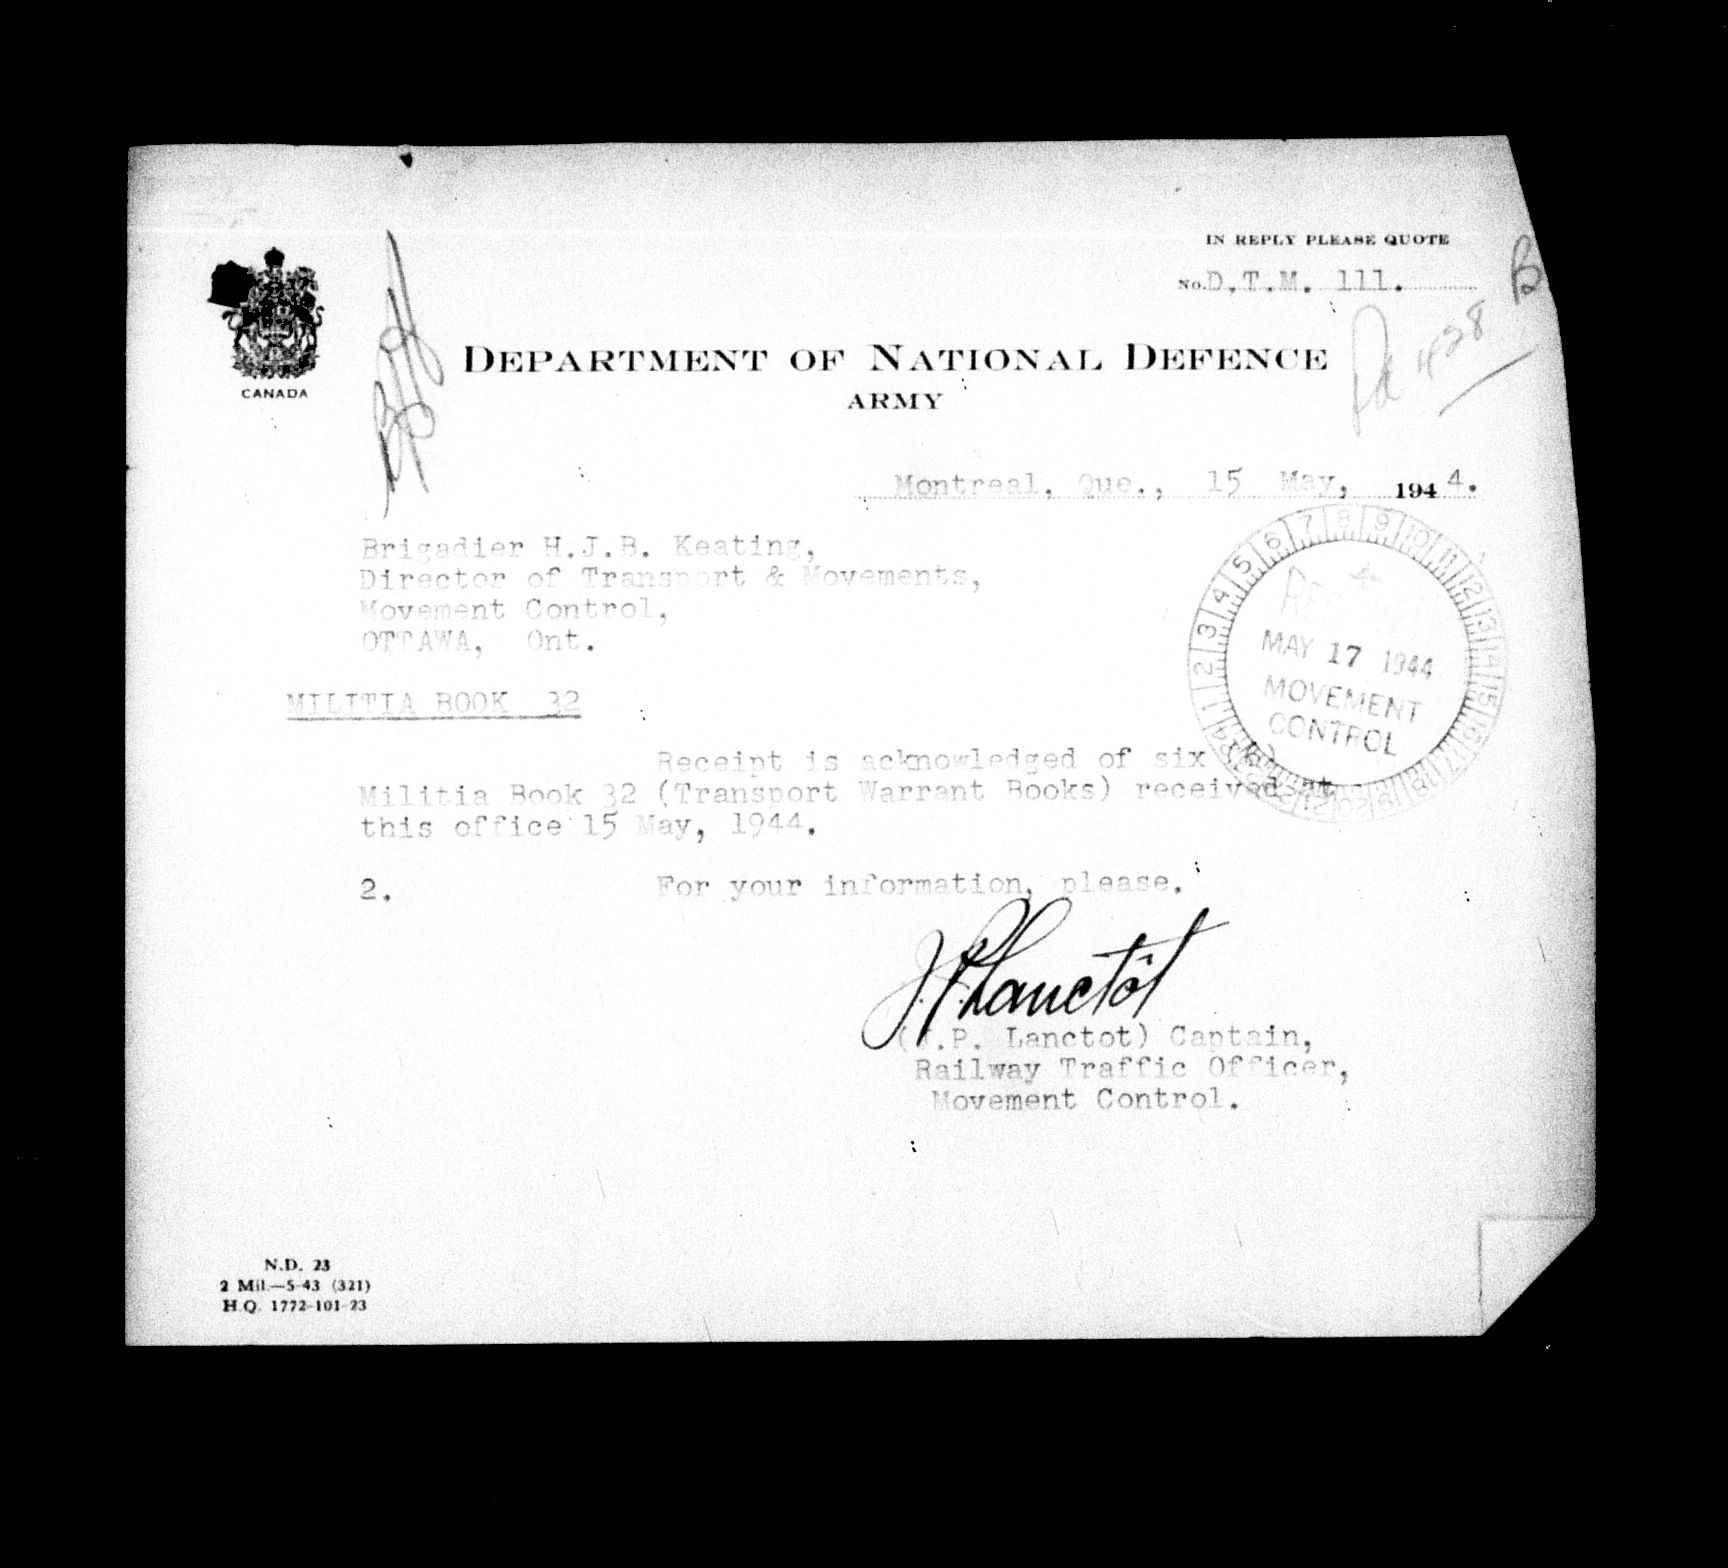 IN REPLY PLEASE QUOTE
No. D.T.M. 111.
CANADA
DEPARTMENT OF NATIONAL DEFENCE
ARMY
Montreal, Que., 15 May, 1944.
Brigadier H.J.B. Keating,
Director of Transport & Movements,
Movement Control,
OTTAWA, Ont.
MAY 17 1944
MOVEMENT
CONTROL
MILITIA BOOK 32
Receipt is acknowledged of six (6)
Militia Book 32 (Transport Warrant Books) received at
this office 15 May, 1944.
2. For your information, please.
J.P. Lanctôt
(J.P. Lanctot) Captain,
Railway Traffic Officer,
Movement Control.
N.D. 23
2 Mil.—5-43 (321)
H.Q. 1772-101-23